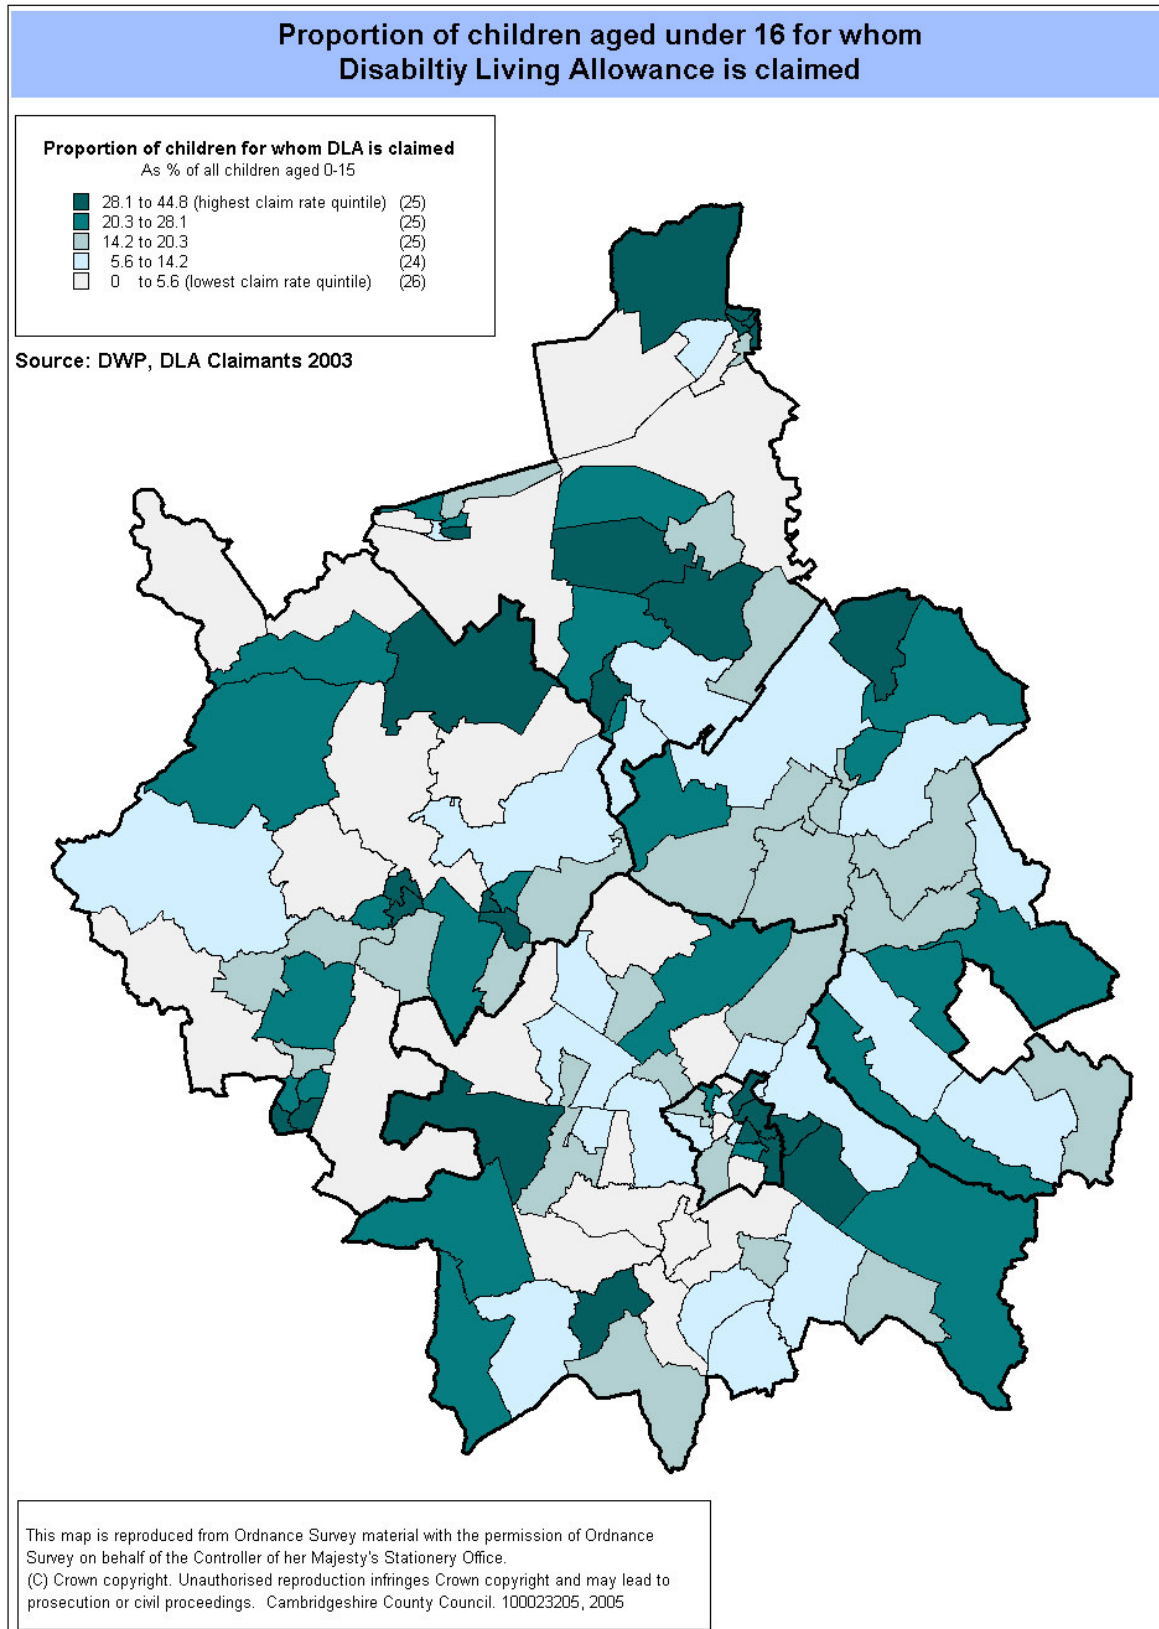 Proportion of children aged under 16 for whom
Disabiltiy Living Allowance is claimed
Proportion of children for whom DLA is claimed
As % of all children aged 0-15
28.1 to 44.8 (highest claim rate quintile) (25)
20.3 to 28.1 (25)
14.2 to 20.3 (25)
5.6 to 14.2 (24)
0 to 5.6 (lowest claim rate quintile) (26)
Source: DWP, DLA Claimants 2003
This map is reproduced from Ordnance Survey material with the permission of Ordnance
Survey on behalf of the Controller of her Majesty's Stationery Office.
(C) Crown copyright. Unauthorised reproduction infringes Crown copyright and may lead to
prosecution or civil proceedings. Cambridgeshire County Council. 100023205, 2005